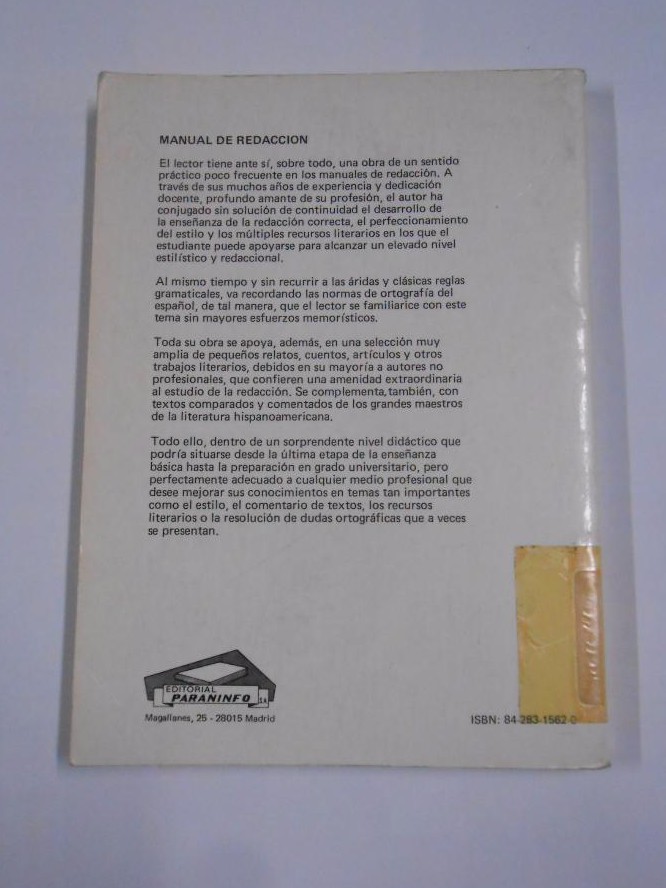 MANUAL DE REDACCION
El lector tiene ante sí, sobre todo, una obra de un sentido
práctico poco frecuente en los manuales de redacción. A
través de sus muchos años de experiencia y dedicación
docente, profundo amante de su profesión, el autor ha
conjugado sin solución de continuidad el desarrollo de
la enseñanza de la redacción correcta, el perfeccionamiento
del estilo y los múltiples recursos literarios en los que el
estudiante puede apoyarse para alcanzar un elevado nivel
estilístico y redaccional.
Al mismo tiempo y sin recurrir a las áridas y clásicas reglas
gramaticales, va recordando las normas de ortografía del
español, de tal manera, que el lector se familiarice con este
tema sin mayores esfuerzos memorísticos.
Toda su obra se apoya, además, en una selección muy
amplia de pequeños relatos, cuentos, artículos y otros
trabajos literarios, debidos en su mayoría a autores no
profesionales, que confieren una amenidad extraordinaria
al estudio de la redacción. Se complementa,también, con
textos comparados y comentados de los grandes maestros
de la literatura hispanoamericana.
Todo ello, dentro de un sorprendente nivel didáctico que
podría situarse desde la última etapa de la enseñanza
básica hasta la preparación en grado universitario, pero
perfectamente adecuado a cualquier medio profesional que
desee mejorar sus conocimientos en temas tan importantes
como el estilo, el comentario de textos, los recursos
literarios o la resolución de dudas ortográficas que a veces
se presentan.
EDITORIAL
PARANINFO SA
Magallanes, 25 - 28015 Madrid
ISBN: 84-283-1562-0